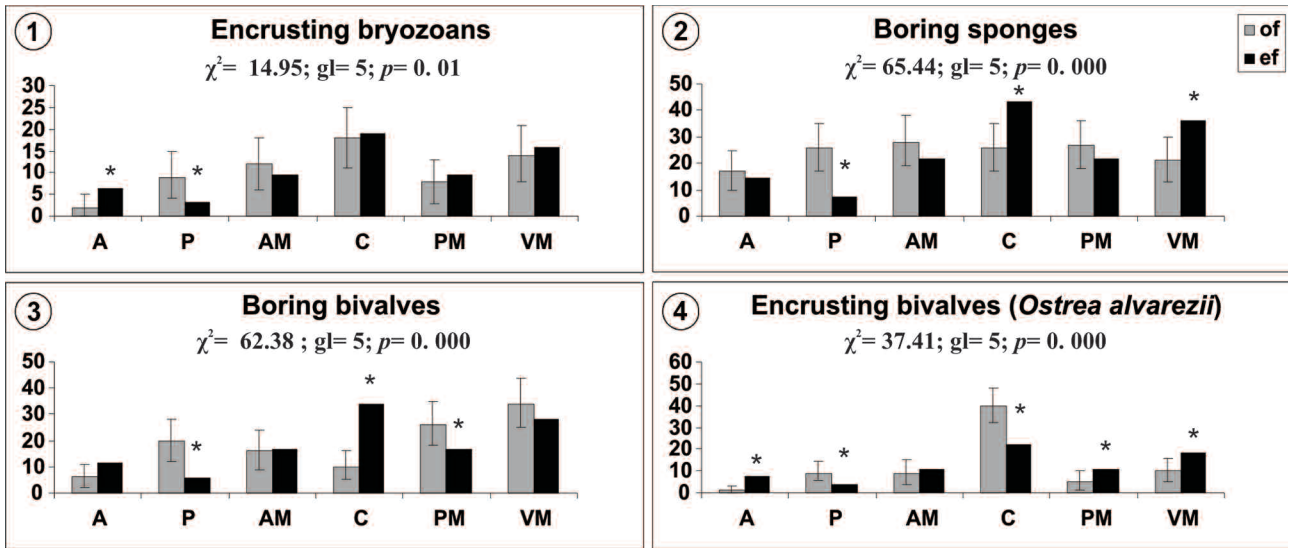 1 Encrusting bryozoans
χ²= 14.95; gl= 5; p= 0. 01
30
25
20
15
10
5
0
* *
A P AM C PM VM
2 Boring sponges
of
ef
χ²= 65.44; gl= 5; p= 0. 000
50
40
30
20
10
0
* * *
A P AM C PM VM
3 Boring bivalves
χ²= 62.38 ; gl= 5; p= 0. 000
50
40
30
20
10
0
* * *
A P AM C PM VM
4 Encrusting bivalves (Ostrea alvarezii)
χ²= 37.41; gl= 5; p= 0. 000
60
50
40
30
20
10
0
* * * * *
A P AM C PM VM